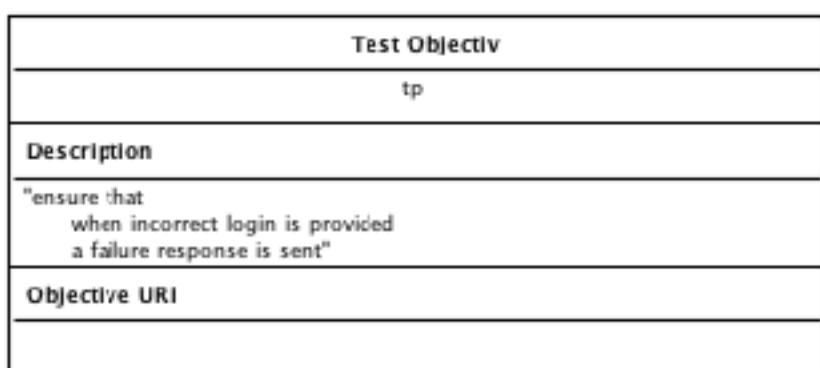 Test Objectiv
tp
Description
"ensure that
when incorrect login is provided
a failure response is sent"
Objective URI